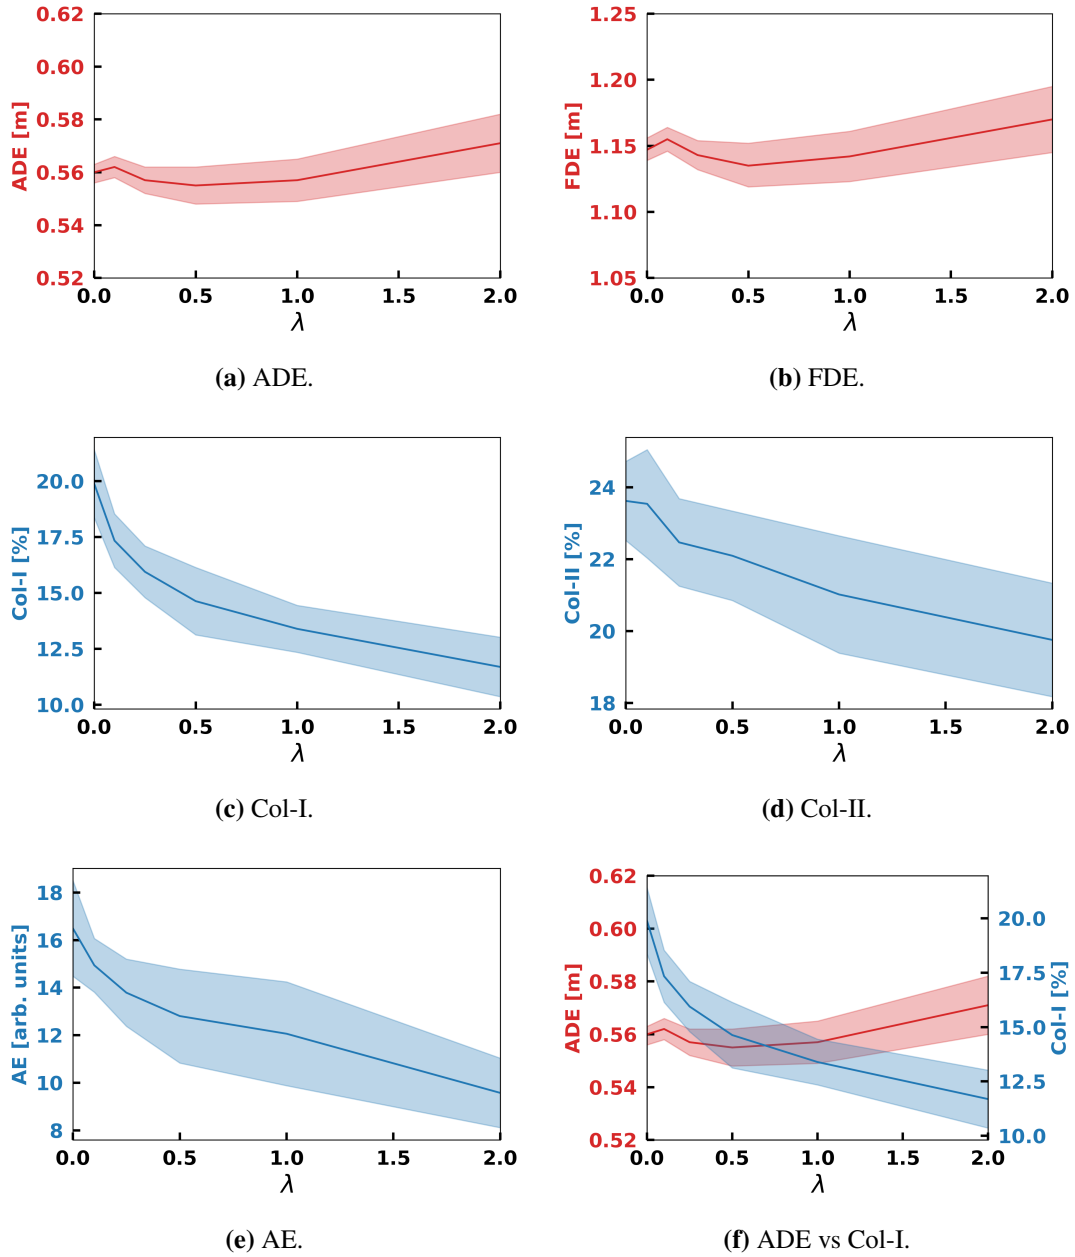 0.62
0.60
0.58
0.56
0.54
0.52
ADE [m]
0.0 0.5 1.0 1.5 2.0
λ
(a) ADE.
1.25
1.20
1.15
1.10
1.05
FDE [m]
0.0 0.5 1.0 1.5 2.0
λ
(b) FDE.
20.0
17.5
15.0
12.5
10.0
Col-I [%]
0.0 0.5 1.0 1.5 2.0
λ
(c) Col-I.
24
22
20
18
Col-II [%]
0.0 0.5 1.0 1.5 2.0
λ
(d) Col-II.
18
16
14
12
10
8
AE [arb. units]
0.0 0.5 1.0 1.5 2.0
λ
(e) AE.
0.62
0.60
0.58
0.56
0.54
0.52
ADE [m]
20.0
17.5
15.0
12.5
10.0
Col-I [%]
0.0 0.5 1.0 1.5 2.0
λ
(f) ADE vs Col-I.